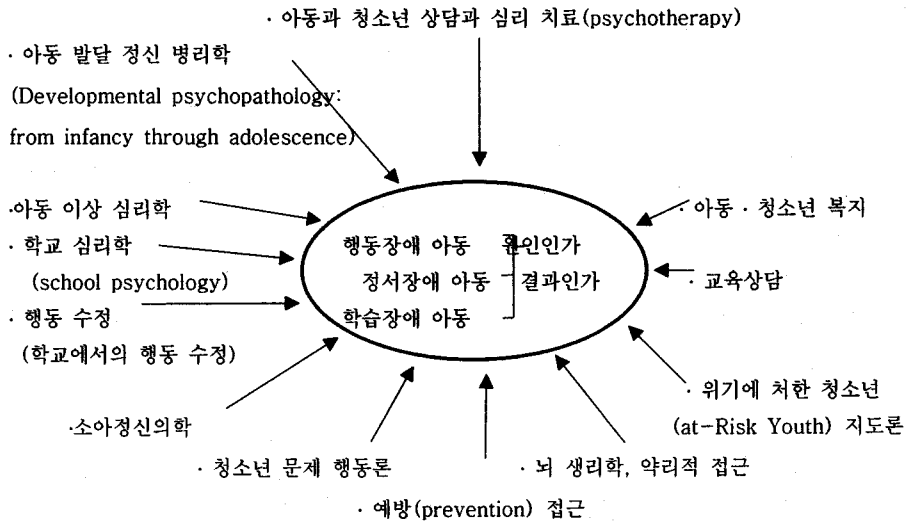 · 아동과 청소년 상담과 심리 치료(psychotherapy)
· 아동 발달 정신 병리학
(Developmental psychopathology:
from infancy through adolescence)
·아동 이상 심리학
· 아동 · 청소년 복지
· 학교 심리학
(school psychology)
· 교육상담
행동장애 아동 원인인가
정서장애 아동 결과인가
학습장애 아동
· 행동 수정
(학교에서의 행동 수정)
· 위기에 처한 청소년
(at-Risk Youth) 지도론
·소아정신의학
· 청소년 문제 행동론
· 뇌 생리학, 약리적 접근
· 예방(prevention) 접근